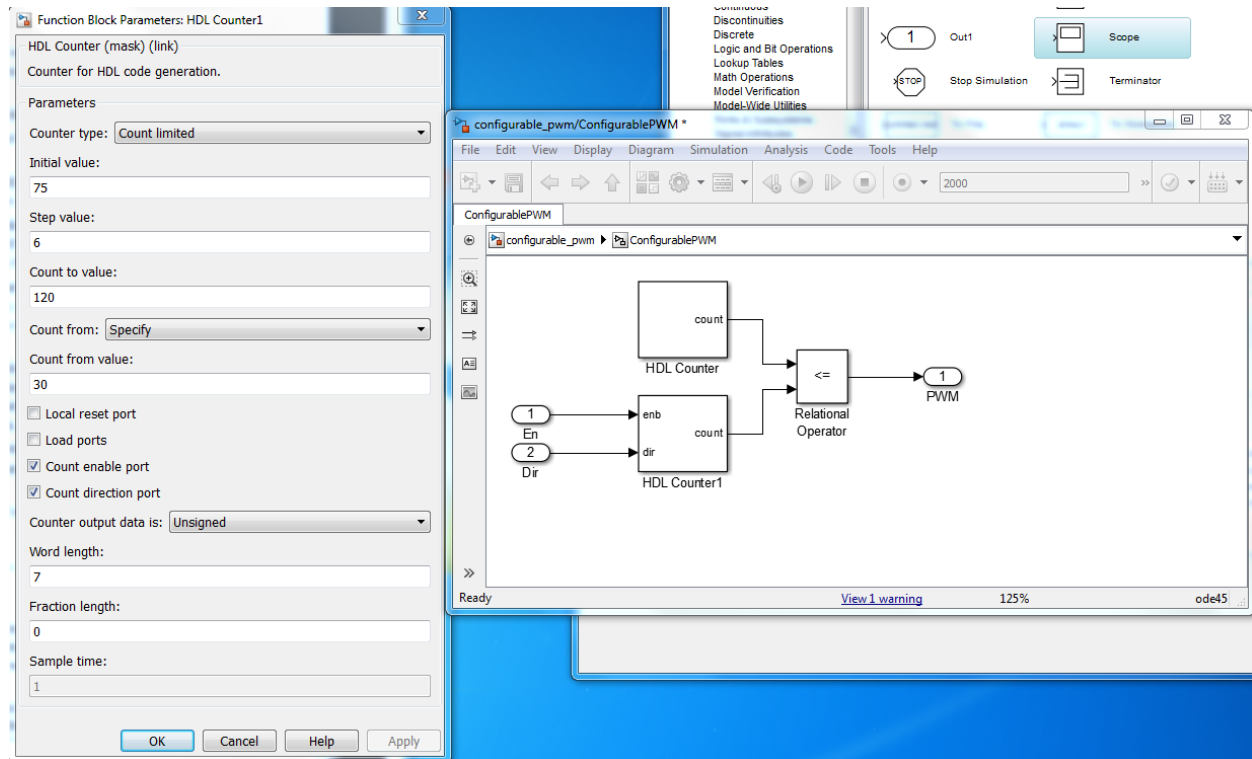 Function Block Parameters: HDL Counter1
HDL Counter (mask) (link)
Counter for HDL code generation.
Parameters
Counter type: Count limited
Initial value:
75
Step value:
6
Count to value:
120
Count from: Specify
Count from value:
30
Local reset port
Load ports
Count enable port
Count direction port
Counter output data is: Unsigned
Word length:
7
Fraction length:
0
Sample time:
1
OK Cancel Help Apply
Continuous
Discontinuities
Discrete
Logic and Bit Operations
Lookup Tables
Math Operations
Model Verification
Model-Wide Utilities
1 Out1 Scope
STOP Stop Simulation Terminator
configurable_pwm/ConfigurablePWM *
File Edit View Display Diagram Simulation Analysis Code Tools Help
2000 »
ConfigurablePWM
configurable_pwm ConfigurablePWM
count
HDL Counter
<=
Relational
Operator
1
PWM
1
En
2
Dir
enb
count
dir
HDL Counter1
»
Ready View 1 warning 125% ode45